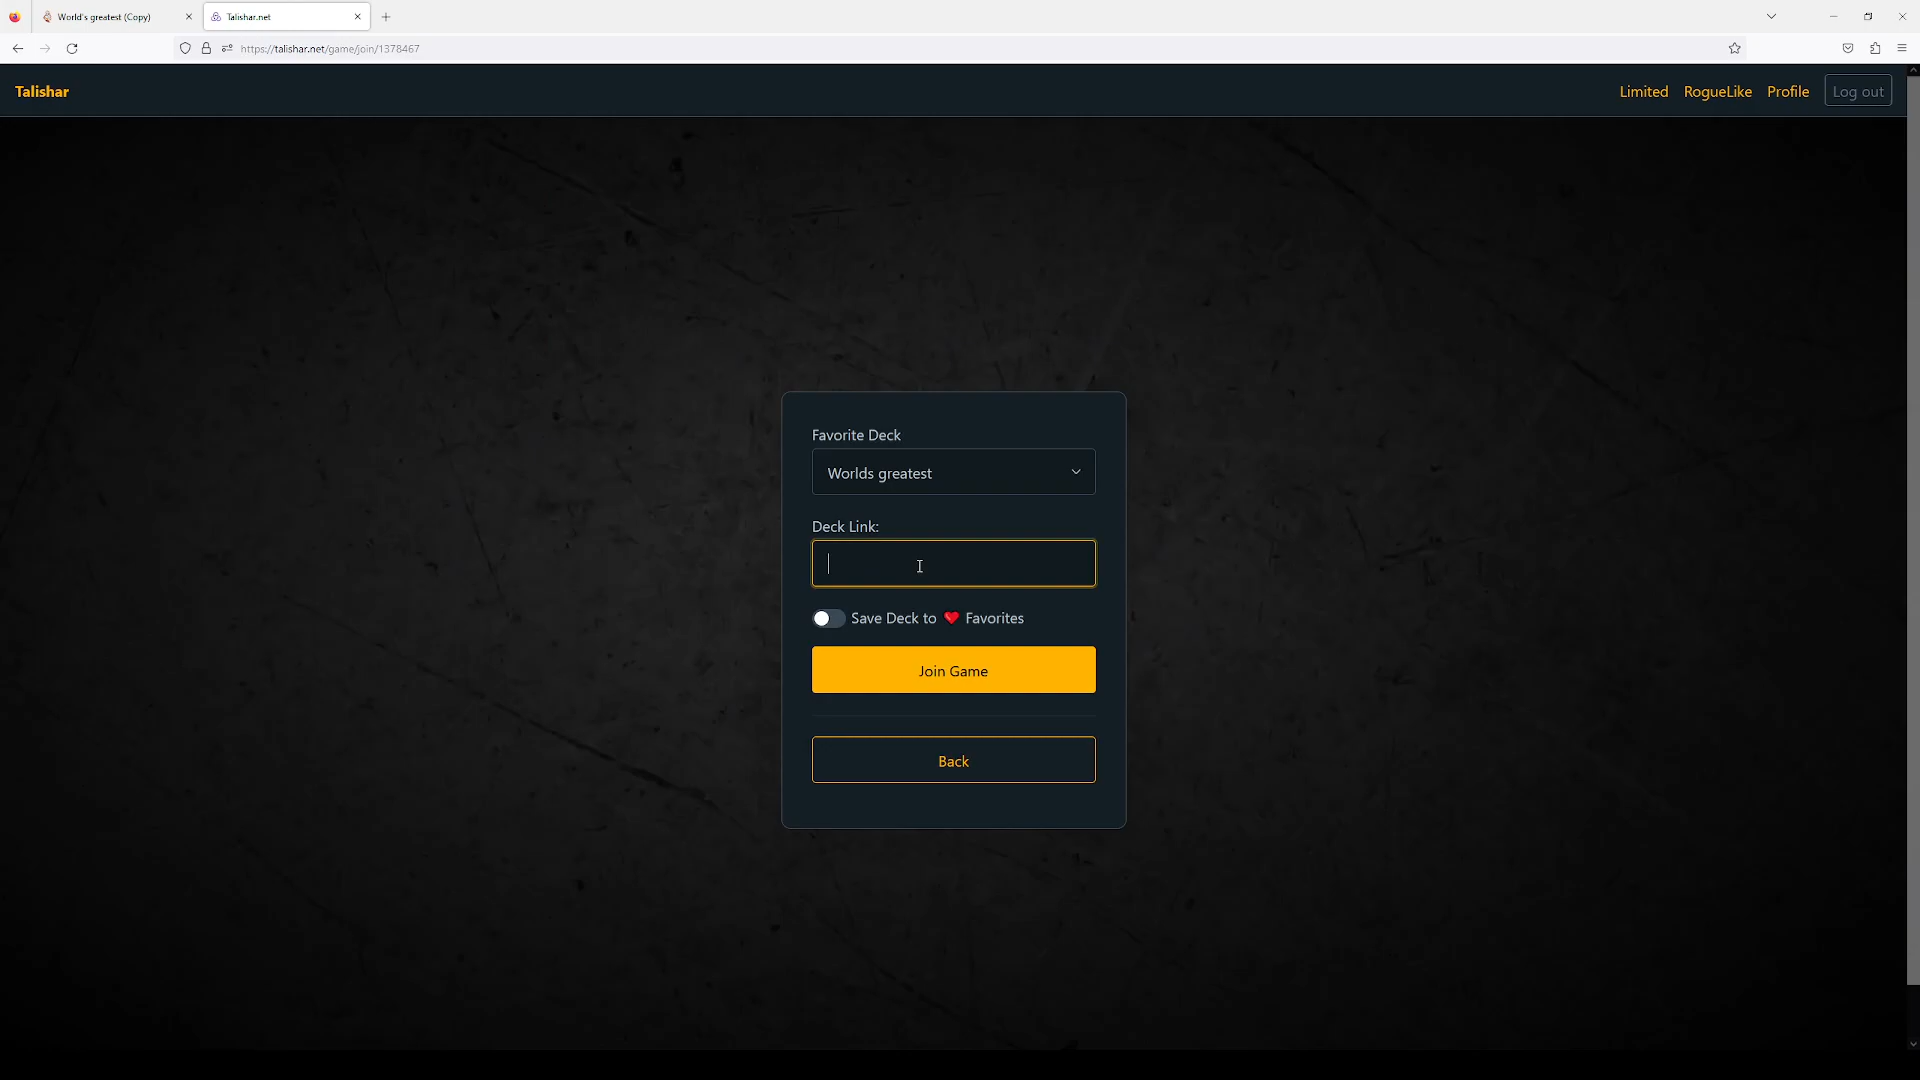 World's greatest (Copy)
Talishar.net
https://talishar.net/game/join/1378467
Talishar
Limited
RogueLike
Profile
Log out
Favorite Deck
Worlds greatest
Deck Link:
Save Deck to ❤️ Favorites
Join Game
Back